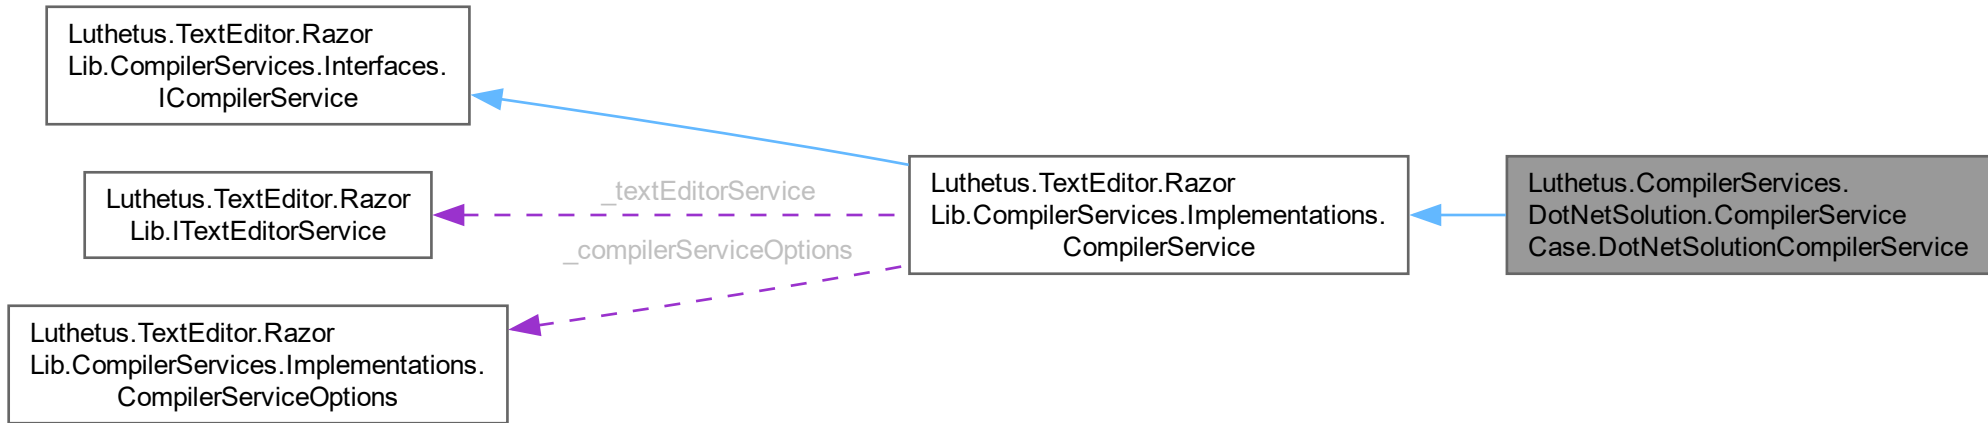 Luthetus.TextEditor.Razor
Lib.CompilerServices.Interfaces.
ICompilerService
Luthetus.TextEditor.Razor
Lib.ITextEditorService
Luthetus.TextEditor.Razor
Lib.CompilerServices.Implementations.
CompilerServiceOptions
_textEditorService
_compilerServiceOptions
Luthetus.TextEditor.Razor
Lib.CompilerServices.Implementations.
CompilerService
Luthetus.CompilerServices.
DotNetSolution.CompilerService
Case.DotNetSolutionCompilerService